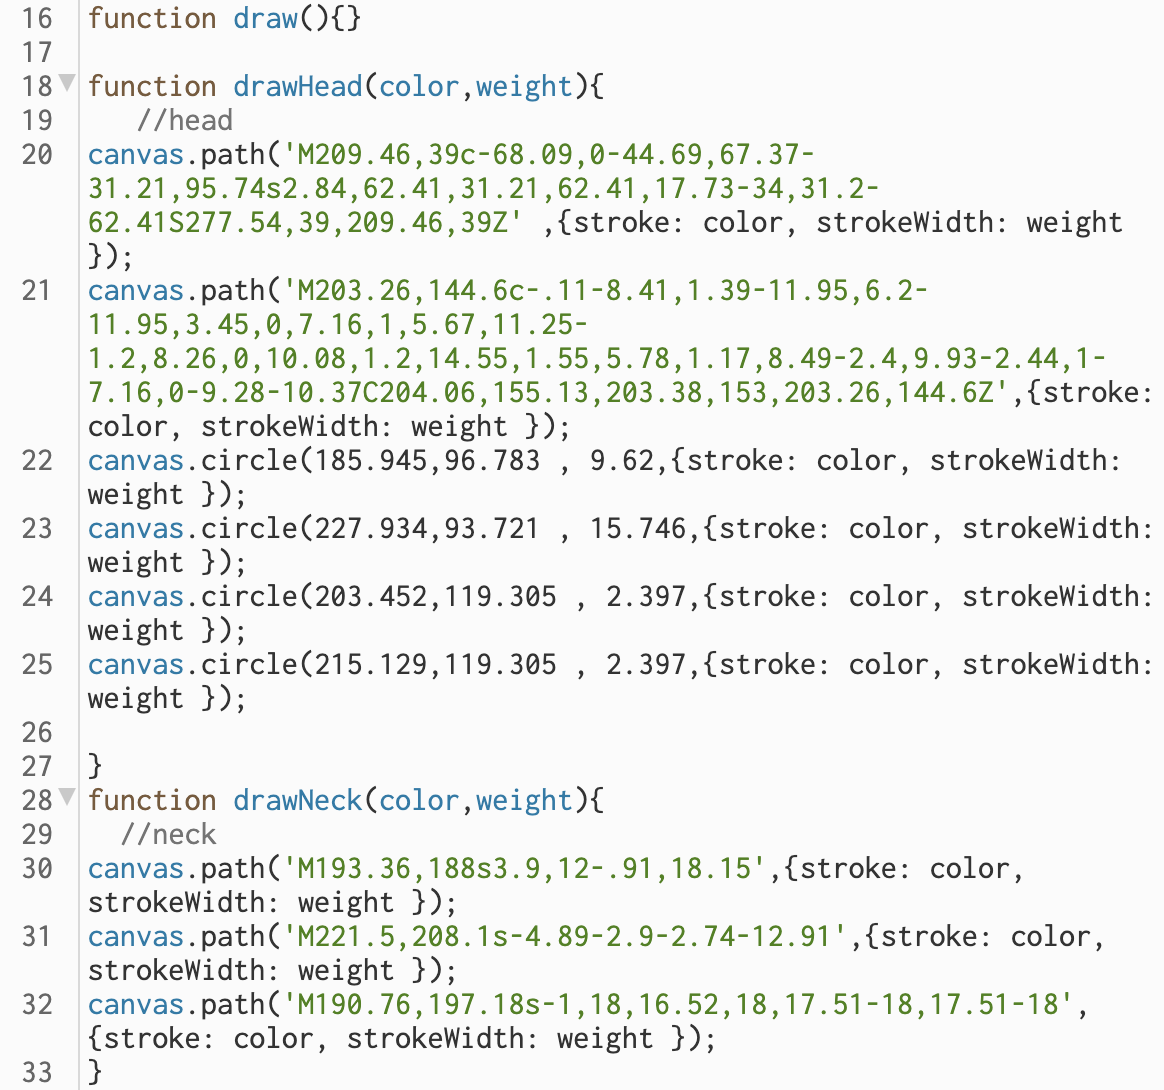 16 function draw(){}
17
18 function drawHead(color,weight){
19 //head
20 canvas.path('M209.46,39c-68.09,0-44.69,67.37-
31.21,95.74s2.84,62.41,31.21,62.41,17.73-34,31.2-
62.41S277.54,39,209.46,39Z' ,{stroke: color, strokeWidth: weight
});
21 canvas.path('M203.26,144.6c-.11-8.41,1.39-11.95,6.2-
11.95,3.45,0,7.16,1,5.67,11.25-
1.2,8.26,0,10.08,1.2,14.55,1.55,5.78,1.17,8.49-2.4,9.93-2.44,1-
7.16,0-9.28-10.37C204.06,155.13,203.38,153,203.26,144.6Z',{stroke:
color, strokeWidth: weight });
22 canvas.circle(185.945,96.783 , 9.62,{stroke: color, strokeWidth:
weight });
23 canvas.circle(227.934,93.721 , 15.746,{stroke: color, strokeWidth:
weight });
24 canvas.circle(203.452,119.305 , 2.397,{stroke: color, strokeWidth:
weight });
25 canvas.circle(215.129,119.305 , 2.397,{stroke: color, strokeWidth:
weight });
26
27 }
28 function drawNeck(color,weight){
29 //neck
30 canvas.path('M193.36,188s3.9,12-.91,18.15',{stroke: color,
strokeWidth: weight });
31 canvas.path('M221.5,208.1s-4.89-2.9-2.74-12.91',{stroke: color,
strokeWidth: weight });
32 canvas.path('M190.76,197.18s-1,18,16.52,18,17.51-18,17.51-18',
{stroke: color, strokeWidth: weight });
33 }